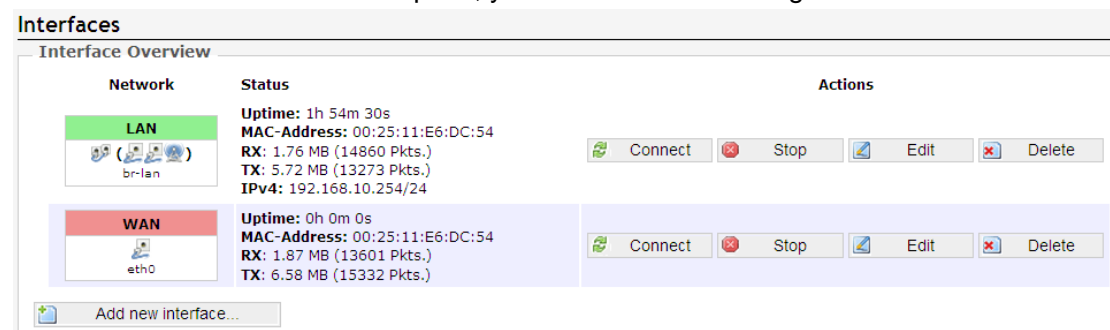 Interfaces
Interface Overview
Network Status Actions
LAN
br-lan
Uptime: 1h 54m 30s
MAC-Address: 00:25:11:E6:DC:54
RX: 1.76 MB (14860 Pkts.)
TX: 5.72 MB (13273 Pkts.)
IPv4: 192.168.10.254/24
Connect Stop Edit Delete
WAN
eth0
Uptime: 0h 0m 0s
MAC-Address: 00:25:11:E6:DC:54
RX: 1.87 MB (13601 Pkts.)
TX: 6.58 MB (15332 Pkts.)
Connect Stop Edit Delete
Add new interface...